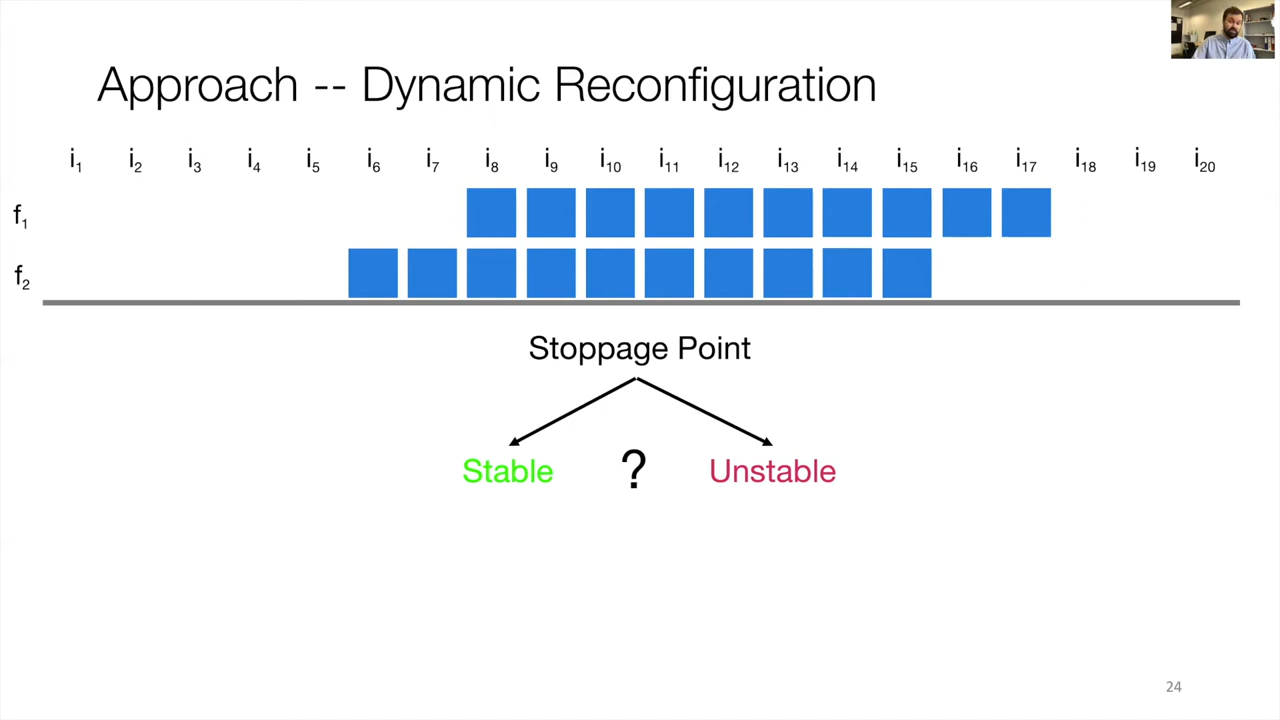 Approach -- Dynamic Reconfiguration
i₁ i₂ i₃ i₄ i₅ i₆ i₇ i₈ i₉ i₁₀ i₁₁ i₁₂ i₁₃ i₁₄ i₁₅ i₁₆ i₁₇ i₁₈ i₁₉ i₂₀
f₁
f₂
Stoppage Point
Stable ? Unstable
24